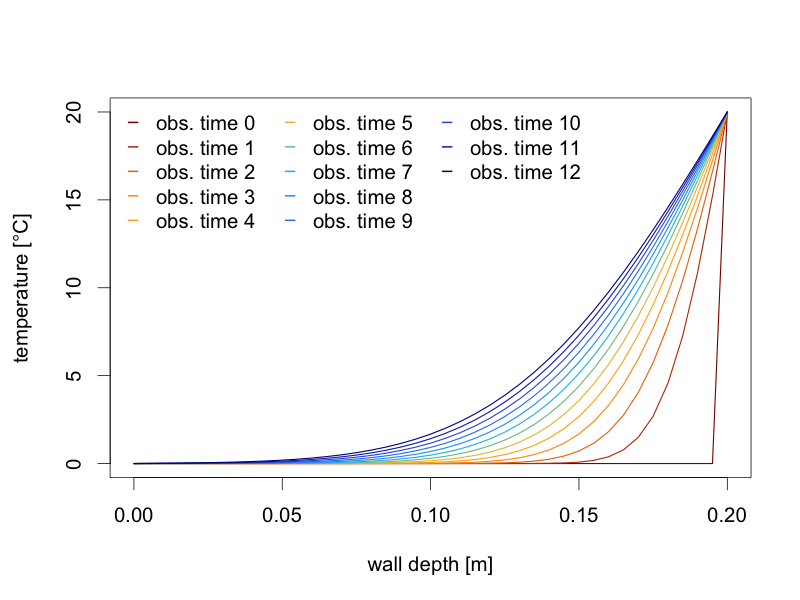 obs. time 0
obs. time 1
obs. time 2
obs. time 3
obs. time 4
obs. time 5
obs. time 6
obs. time 7
obs. time 8
obs. time 9
obs. time 10
obs. time 11
obs. time 12
temperature [°C]
20
15
10
5
0
0.00
0.05
0.10
0.15
0.20
wall depth [m]